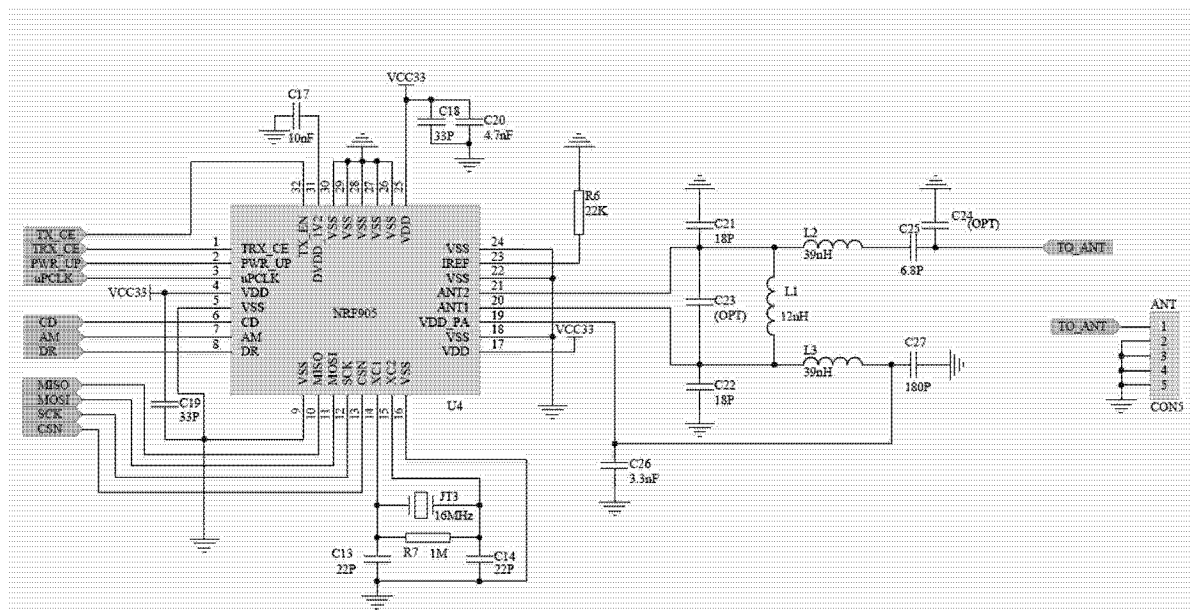 VCC33
C17
10nF
C18
33P
C20
4.7nF
32
31
30
29
28
27
26
25
TX_EN
DVDD_1V2
VSS
VSS
VSS
VSS
VSS
VDD
R6
22K
TX_CE
TRX_CE
PWR_UP
uPCLK
VCC33
CD
AM
DR
MISO
MOSI
SCK
CSN
1
2
3
4
5
6
7
8
TRX_CE
PWR_UP
uPCLK
VDD
VSS
CD
AM
DR
NRF905
VSS
IREF
VSS
ANT2
ANT1
VDD_PA
VSS
VDD
24
23
22
21
20
19
18
17
VCC33
VSS
MISO
MOSI
SCK
CSN
XC1
XC2
VSS
9
10
11
12
13
14
15
16
U4
C19
33P
C21
18P
C23
(OPT)
C22
18P
L2
39nH
L1
12nH
L3
39nH
C25
6.8P
C24
(OPT)
TO_ANT
C27
180P
C26
3.3nF
TO_ANT
ANT
1
2
3
4
5
CON5
JT3
16MHz
R7 1M
C13
22P
C14
22P